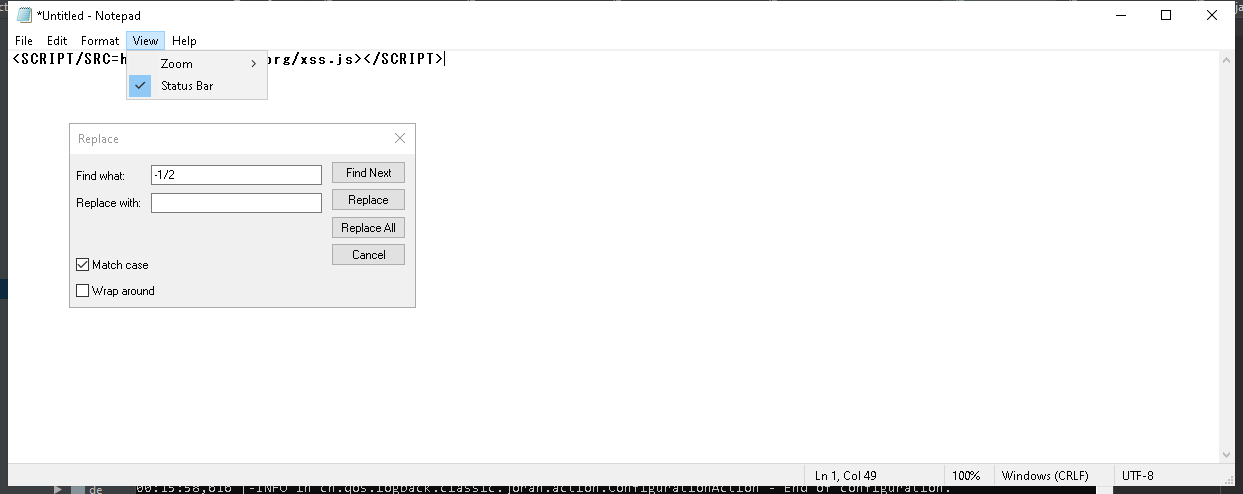 *Untitled - Notepad
File Edit Format View Help
<SCRIPT/SRC=h org/xss.js></SCRIPT>
Zoom
Status Bar
Replace
Find what: -1/2 Find Next
Replace with: Replace
Replace All
Cancel
Match case
Wrap around
Ln 1, Col 49 100% Windows (CRLF) UTF-8
de 00:15:58,616 |-INFO in ch.qos.logback.classic.joran.action.ConfigurationAction - End of configuration.